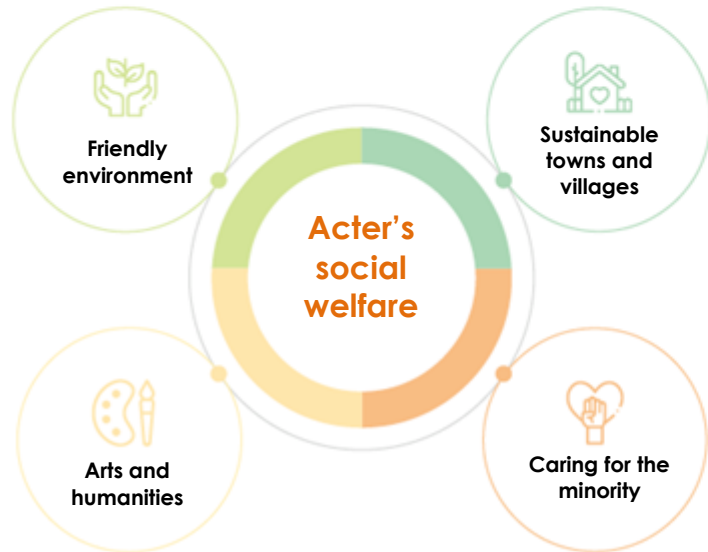 Friendly
environment
Sustainable
towns and
villages
Acter’s
social
welfare
Arts and
humanities
Caring for the
minority